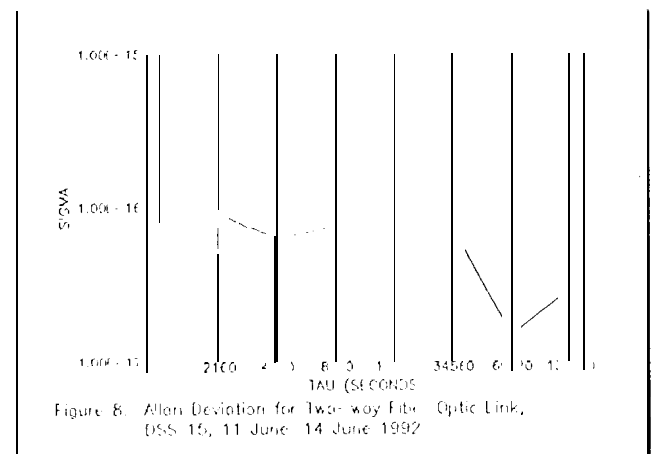 1.00E-15
SIGMA
1.00E-16
1.00E-17
2160
34560
TAU (SECONDS
Figure 8. Allan Deviation for Two-way Fiber Optic Link,
DSS 15, 11 June 14 June 1992